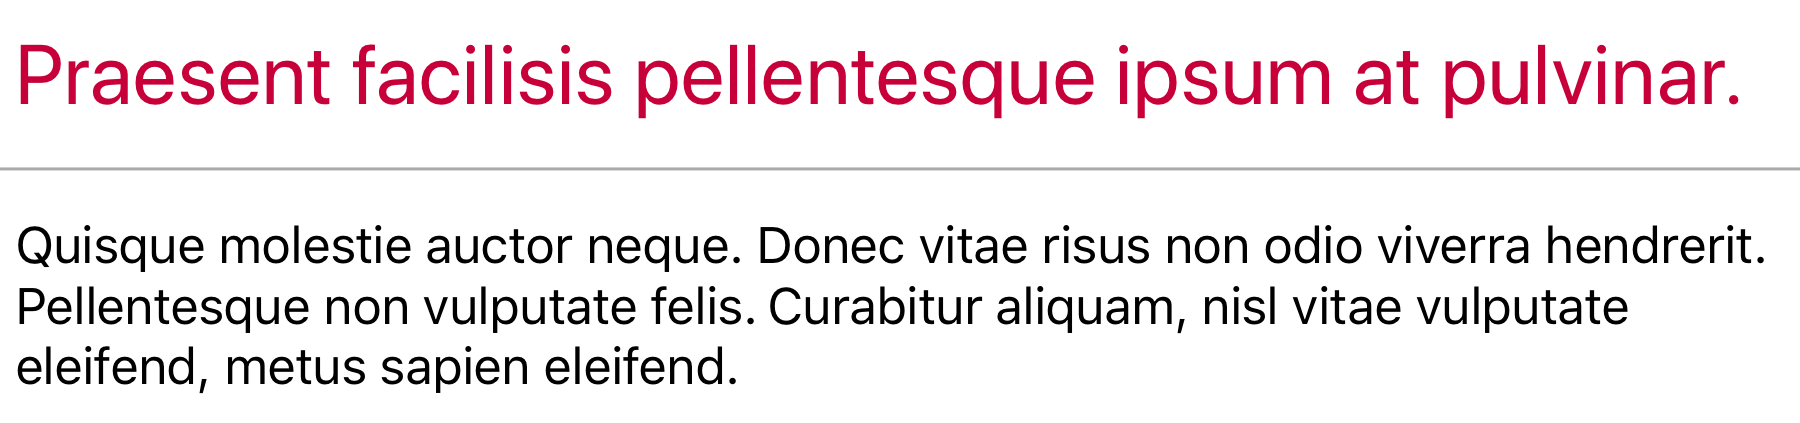 Praesent facilisis pellentesque ipsum at pulvinar.
Quisque molestie auctor neque. Donec vitae risus non odio viverra hendrerit.
Pellentesque non vulputate felis. Curabitur aliquam, nisl vitae vulputate
eleifend, metus sapien eleifend.